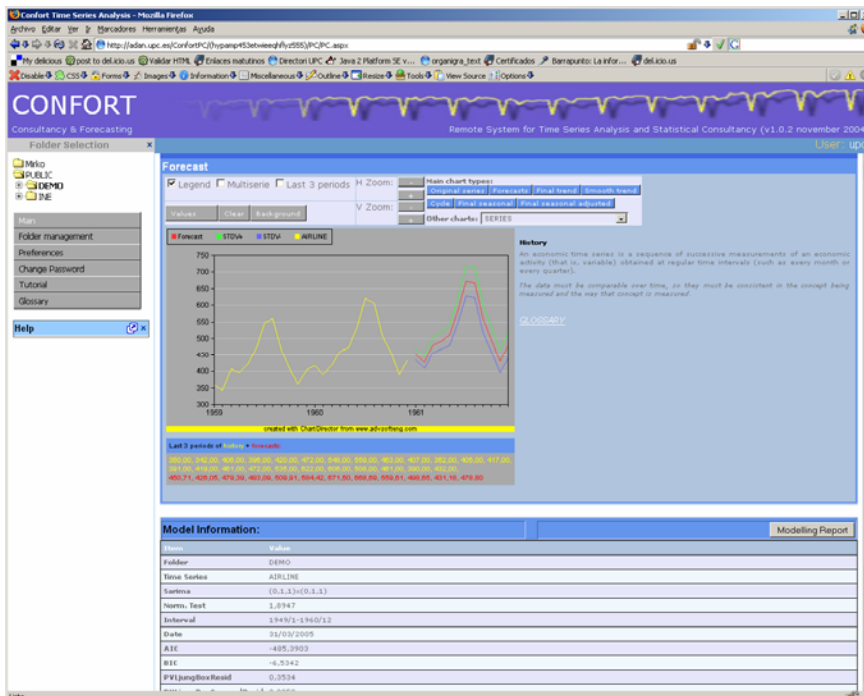 Confort Time Series Analysis - Mozilla Firefox
Archivo Editar Ver Ir Marcadores Herramientas Ayuda
My delicious post to del.icio.us Validar HTML Enlaces matutinos Directori UPC Java 2 Platform SE v... organigra_text Certificados Barrapunto: La infor... del.icio.us
Disable CSS Forms Images Information Miscellaneous Outline Resize Tools View Source Options
CONFORT
Consultancy & Forecasting
Remote System for Time Series Analysis and Statistical Consultancy (v1.0.2 november 2004
Folder Selection x
User: upc
Mirko
PUBLIC
DEMO
INE
Main
Folder management
Preferences
Change Password
Tutorial
Glossary
Help
Forecast
Legend Multiserie Last 3 periods H Zoom: - +
Values Clear Background V Zoom: - +
Main chart types:
Original series Forecasts Final trend Smooth trend
Cycle Final seasonal Final seasonal adjusted
Other charts: SERIES
Forecast STDV+ STDV- AIRLINE
750
700
650
600
550
500
450
400
350
300
1959 1960 1961
created with ChartDirector from www.advsofteng.com
Last 3 periods of history + forecasts:
History
An economic time series is a sequence of successive measurements of an economic
activity (that is, variable) obtained at regular time intervals (such as every month or
every quarter).
The data must be comparable over time, so they must be consistent in the concept being
measured and the way that concept is measured.
GLOSSARY
Model Information:
Modelling Report
Item Value
Folder DEMO
Time Series AIRLINE
Sarima (0,1,1)x(0,1,1)
Norm. Test 1,8947
Interval 1949/1-1960/12
Date 31/03/2005
AIC -485,3903
BIC -6,5342
PVLjungBoxResid 0,3534